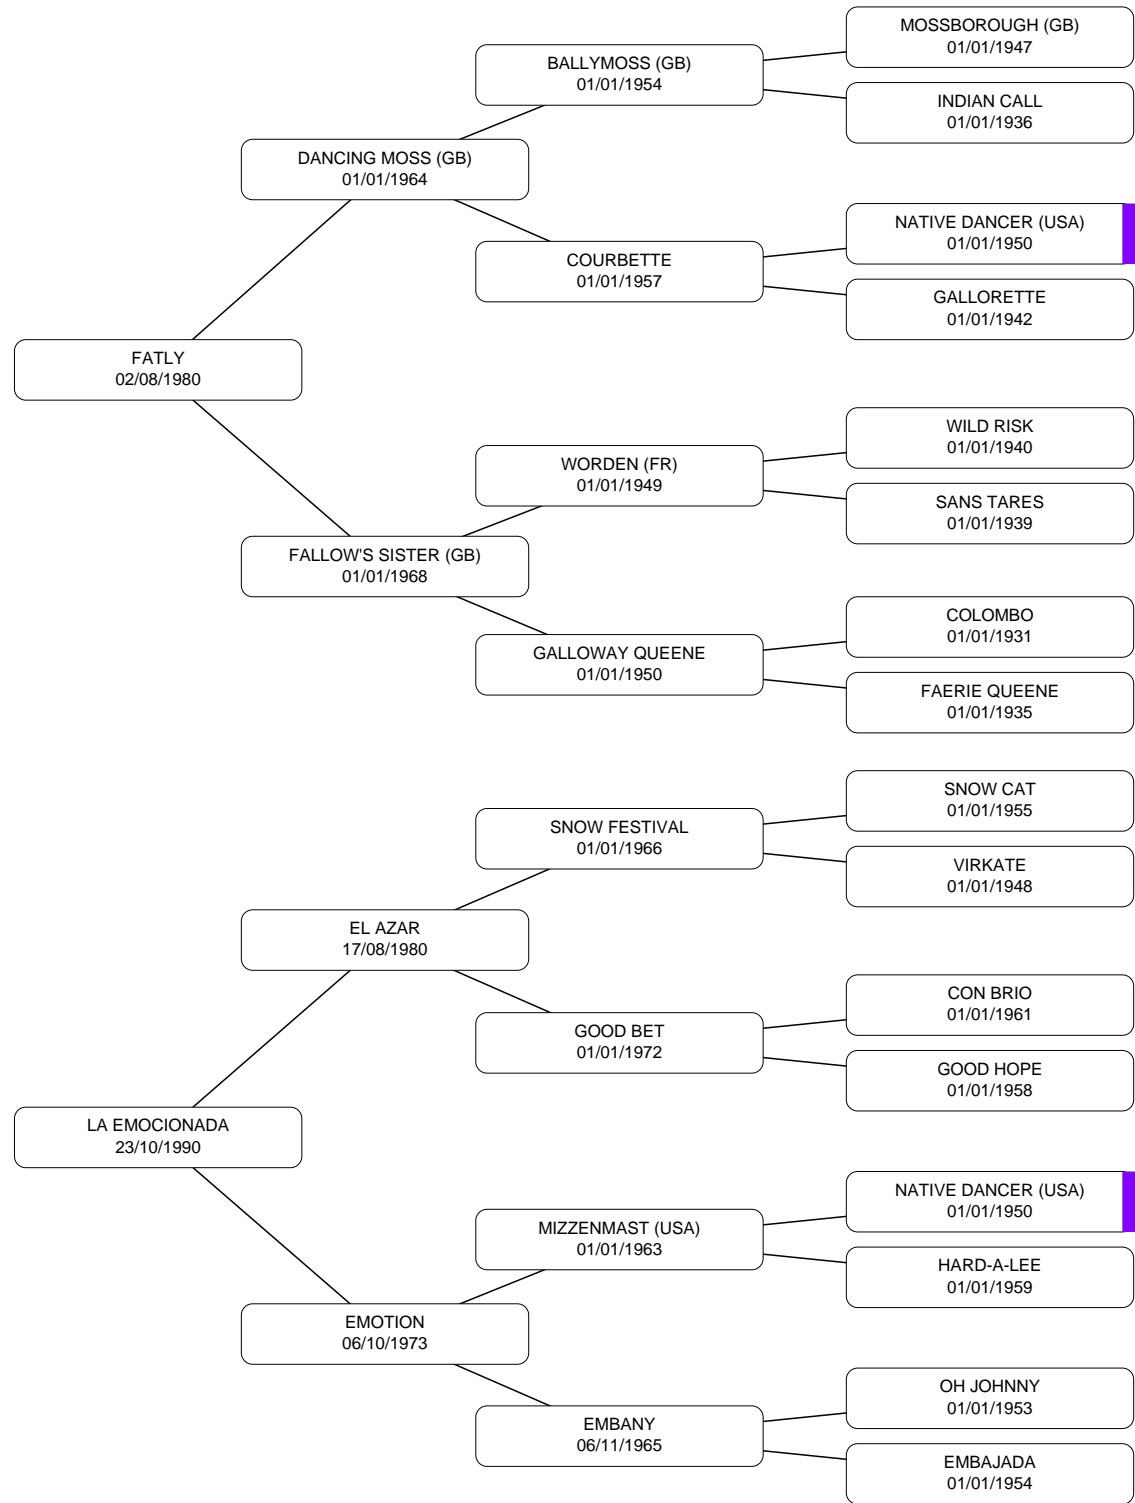 MOSSBOROUGH (GB)
01/01/1947
BALLYMOSS (GB)
01/01/1954
INDIAN CALL
01/01/1936
DANCING MOSS (GB)
01/01/1964
NATIVE DANCER (USA)
01/01/1950
COURBETTE
01/01/1957
GALLORETTE
01/01/1942
FATLY
02/08/1980
WILD RISK
01/01/1940
WORDEN (FR)
01/01/1949
SANS TARES
01/01/1939
FALLOW'S SISTER (GB)
01/01/1968
COLOMBO
01/01/1931
GALLOWAY QUEENE
01/01/1950
FAERIE QUEENE
01/01/1935
SNOW CAT
01/01/1955
SNOW FESTIVAL
01/01/1966
VIRKATE
01/01/1948
EL AZAR
17/08/1980
CON BRIO
01/01/1961
GOOD BET
01/01/1972
GOOD HOPE
01/01/1958
LA EMOCIONADA
23/10/1990
NATIVE DANCER (USA)
01/01/1950
MIZZENMAST (USA)
01/01/1963
HARD-A-LEE
01/01/1959
EMOTION
06/10/1973
OH JOHNNY
01/01/1953
EMBANY
06/11/1965
EMBAJADA
01/01/1954